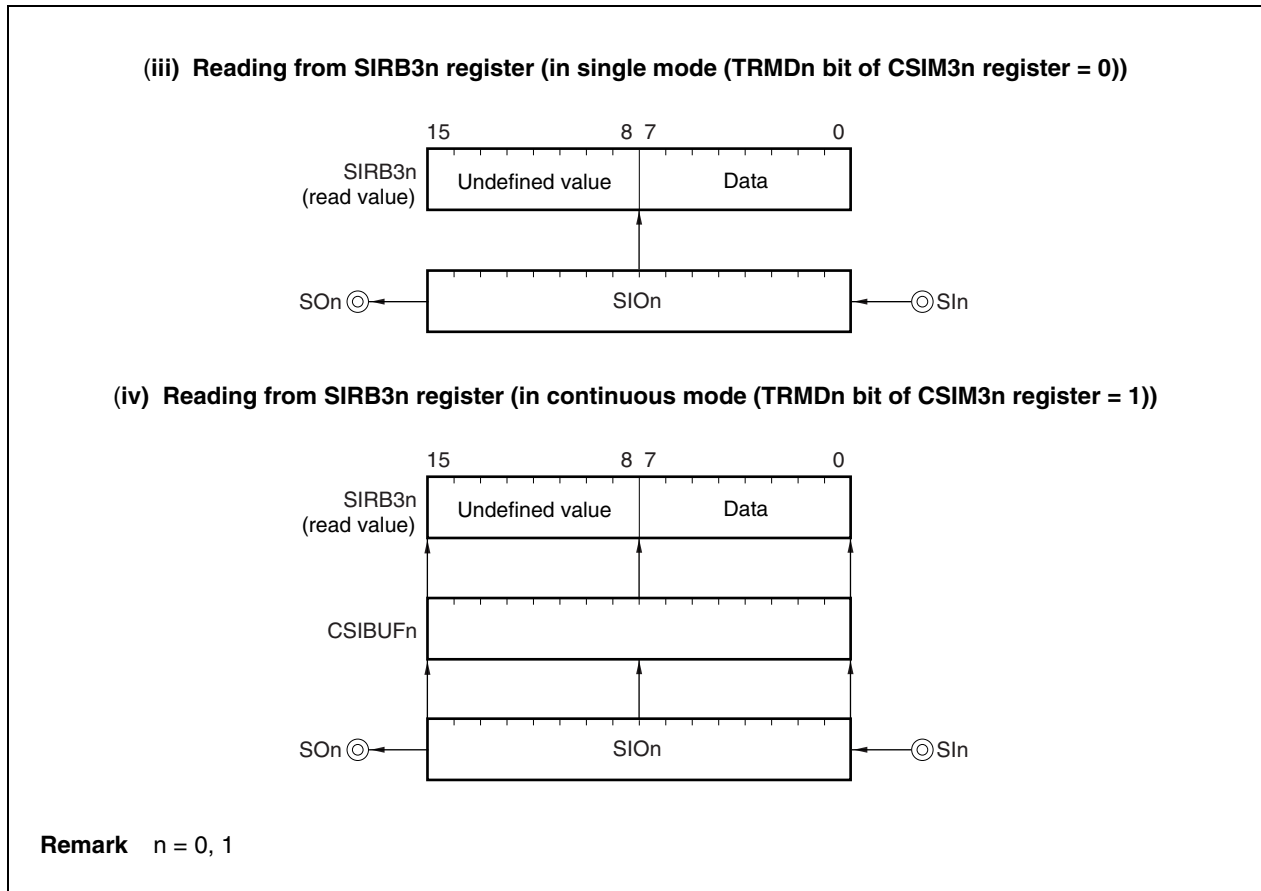 (iii) Reading from SIRB3n register (in single mode (TRMDn bit of CSIM3n register = 0))
15 8 7 0
SIRB3n
(read value)
Undefined value Data
SOn SIOn SIn
(iv) Reading from SIRB3n register (in continuous mode (TRMDn bit of CSIM3n register = 1))
15 8 7 0
SIRB3n
(read value)
Undefined value Data
CSIBUFn
SOn SIOn SIn
Remark n = 0, 1